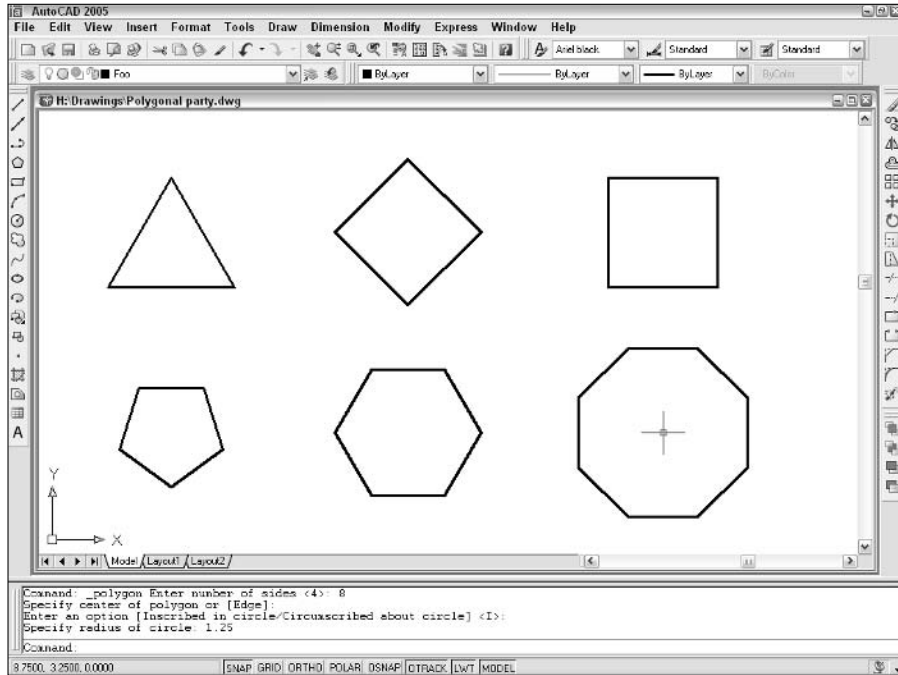 AutoCAD 2005
File Edit View Insert Format Tools Draw Dimension Modify Express Window Help
Ariel black Standard Standard
Foo ByLayer ByLayer ByLayer ByColor
H:\Drawings\Polygonal party.dwg
Y
X
A
Model Layout1 Layout2
Command: _polygon Enter number of sides <4>: 8
Specify center of polygon or [Edge]:
Enter an option [Inscribed in circle/Circumscribed about circle] <I>:
Specify radius of circle: 1.25
Command:
8.7500, 3.2500, 0.0000 SNAP GRID ORTHO POLAR OSNAP OTRACK LWT MODEL